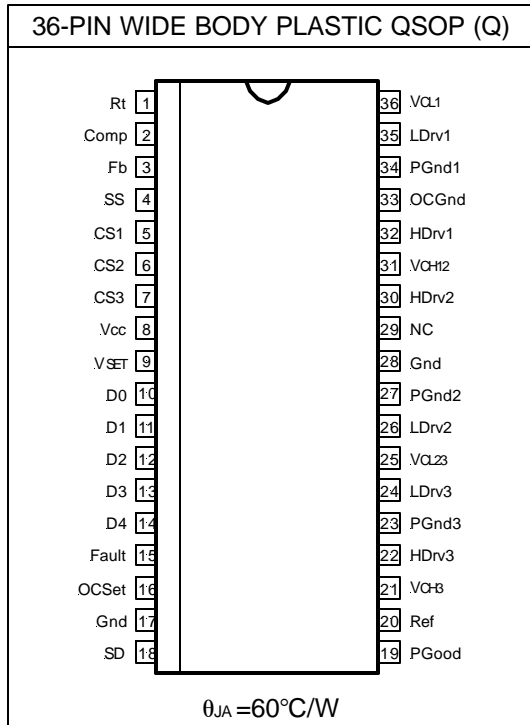 36-PIN WIDE BODY PLASTIC QSOP (Q)
Rt 1
Comp 2
Fb 3
SS 4
CS1 5
CS2 6
CS3 7
Vcc 8
VSET 9
D0 10
D1 11
D2 12
D3 13
D4 14
Fault 15
OCSet 16
Gnd 17
SD 18
36 VCL1
35 LDrv1
34 PGnd1
33 OCGnd
32 HDrv1
31 VCH12
30 HDrv2
29 NC
28 Gnd
27 PGnd2
26 LDrv2
25 VCL23
24 LDrv3
23 PGnd3
22 HDrv3
21 VCH3
20 Ref
19 PGood
θJA =60°C/W